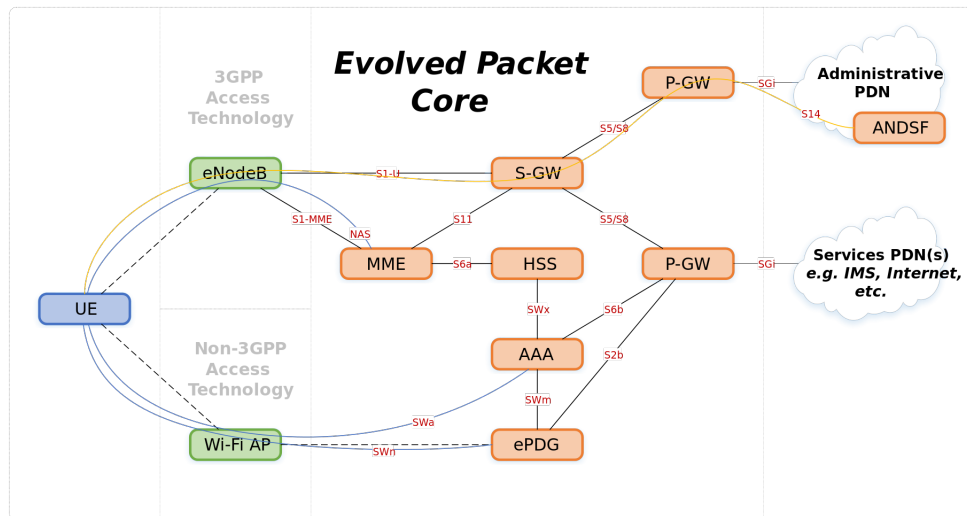 Evolved Packet
Core
3GPP
Access
Technology
P-GW
SGi
Administrative
PDN
S14
ANDSF
S5/S8
eNodeB
S1-U
S-GW
S1-MME
NAS
S11
S5/S8
MME
S6a
HSS
P-GW
SGi
Services PDN(s)
e.g. IMS, Internet,
etc.
UE
SWx
S6b
Non-3GPP
Access
Technology
AAA
S2b
SWm
SWa
Wi-Fi AP
SWn
ePDG